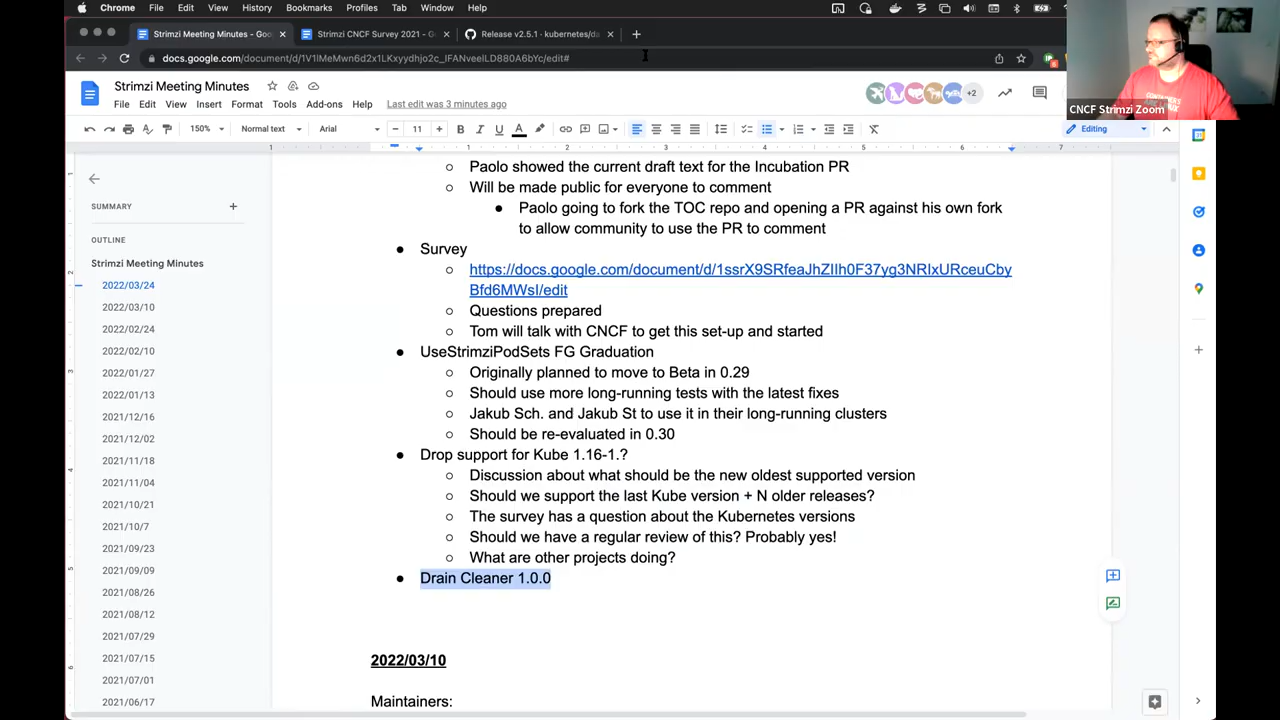 Chrome File Edit View History Bookmarks Profiles Tab Window Help
Strimzi Meeting Minutes - Goo
Strimzi CNCF Survey 2021 - G
Release v2.5.1 · kubernetes/da
docs.google.com/document/d/1V1lMeMwn6d2x1LKxyydhjo2c_lFANveelLD880A6bYc/edit#
Strimzi Meeting Minutes
File Edit View Insert Format Tools Add-ons Help Last edit was 3 minutes ago
+2
CNCF Strimzi Zoom
150% Normal text Arial 11 Editing
1 1 2 3 4 5 6 7
SUMMARY
OUTLINE
Strimzi Meeting Minutes
2022/03/24
2022/03/10
2022/02/24
2022/02/10
2022/01/27
2022/01/13
2021/12/16
2021/12/02
2021/11/18
2021/11/04
2021/10/21
2021/10/7
2021/09/23
2021/09/09
2021/08/26
2021/08/12
2021/07/29
2021/07/15
2021/07/01
2021/06/17
Paolo showed the current draft text for the Incubation PR
Will be made public for everyone to comment
Paolo going to fork the TOC repo and opening a PR against his own fork
to allow community to use the PR to comment
Survey
https://docs.google.com/document/d/1ssrX9SRfeaJhZIIh0F37yg3NRIxURceuCby
Bfd6MWsI/edit
Questions prepared
Tom will talk with CNCF to get this set-up and started
UseStrimziPodSets FG Graduation
Originally planned to move to Beta in 0.29
Should use more long-running tests with the latest fixes
Jakub Sch. and Jakub St to use it in their long-running clusters
Should be re-evaluated in 0.30
Drop support for Kube 1.16-1.?
Discussion about what should be the new oldest supported version
Should we support the last Kube version + N older releases?
The survey has a question about the Kubernetes versions
Should we have a regular review of this? Probably yes!
What are other projects doing?
Drain Cleaner 1.0.0
2022/03/10
Maintainers: